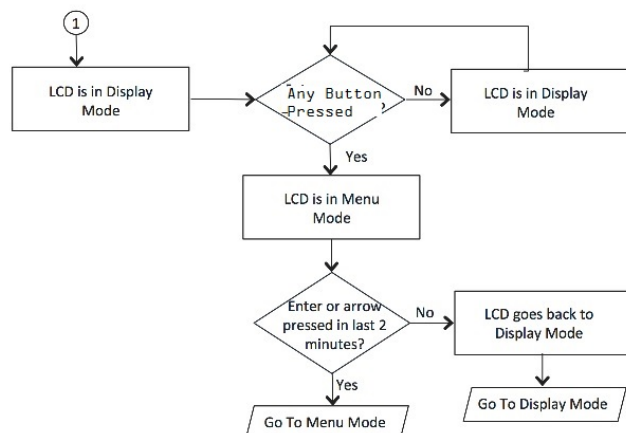 1
LCD is in Display
Mode
Any Button
Pressed ?
No
LCD is in Display
Mode
Yes
LCD is in Menu
Mode
Enter or arrow
pressed in last 2
minutes?
No
LCD goes back to
Display Mode
Yes
Go To Menu Mode
Go To Display Mode